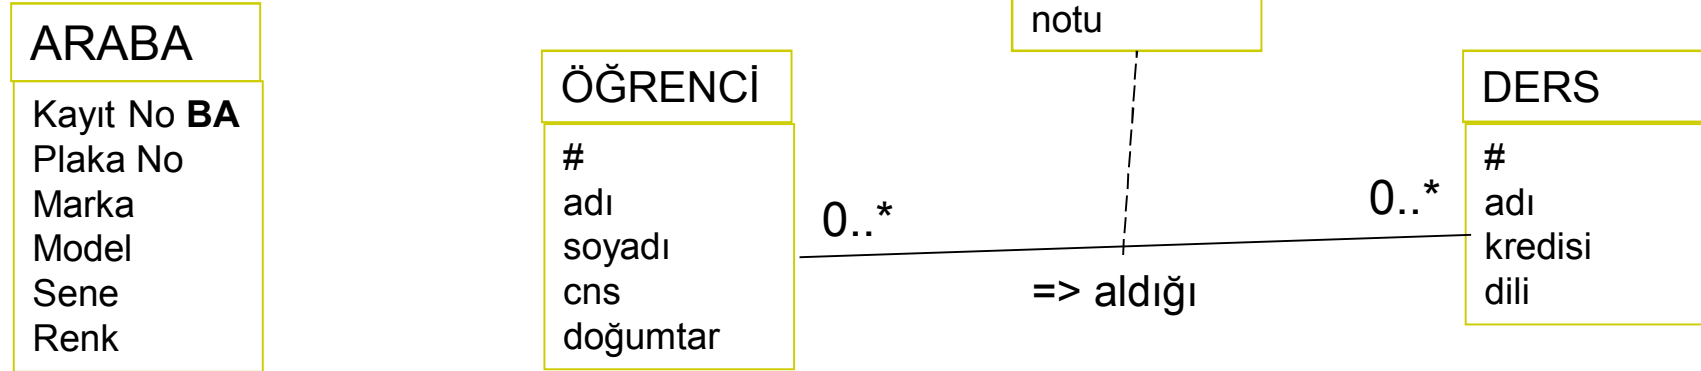 ARABA
Kayıt No BA
Plaka No
Marka
Model
Sene
Renk
ÖĞRENCİ
#
adı
soyadı
cns
doğumtar
0..*
notu
=> aldığı
0..*
DERS
#
adı
kredisi
dili